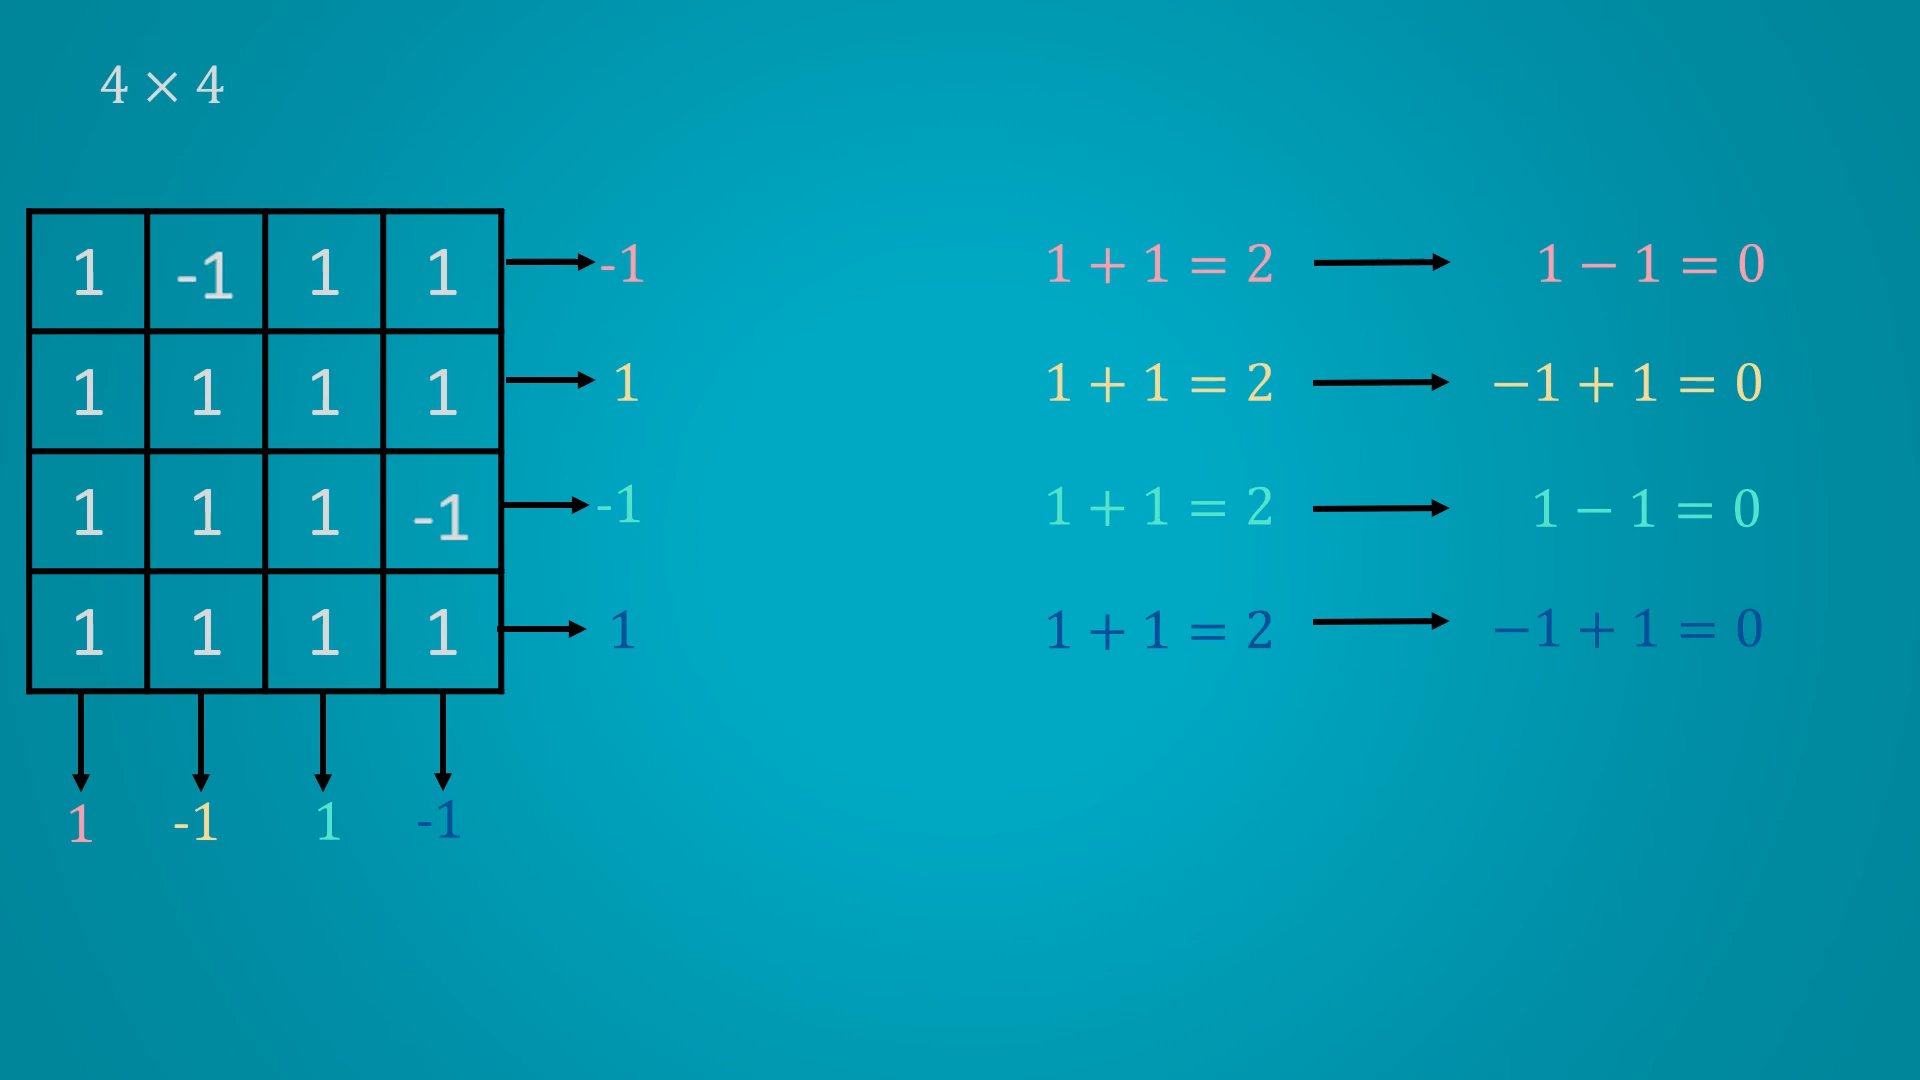 4 × 4
1 -1 1 1 -1 1 + 1 = 2 1 − 1 = 0
1 1 1 1 1 1 + 1 = 2 −1 + 1 = 0
1 1 1 -1 -1 1 + 1 = 2 1 − 1 = 0
1 1 1 1 1 1 + 1 = 2 −1 + 1 = 0
1 -1 1 -1